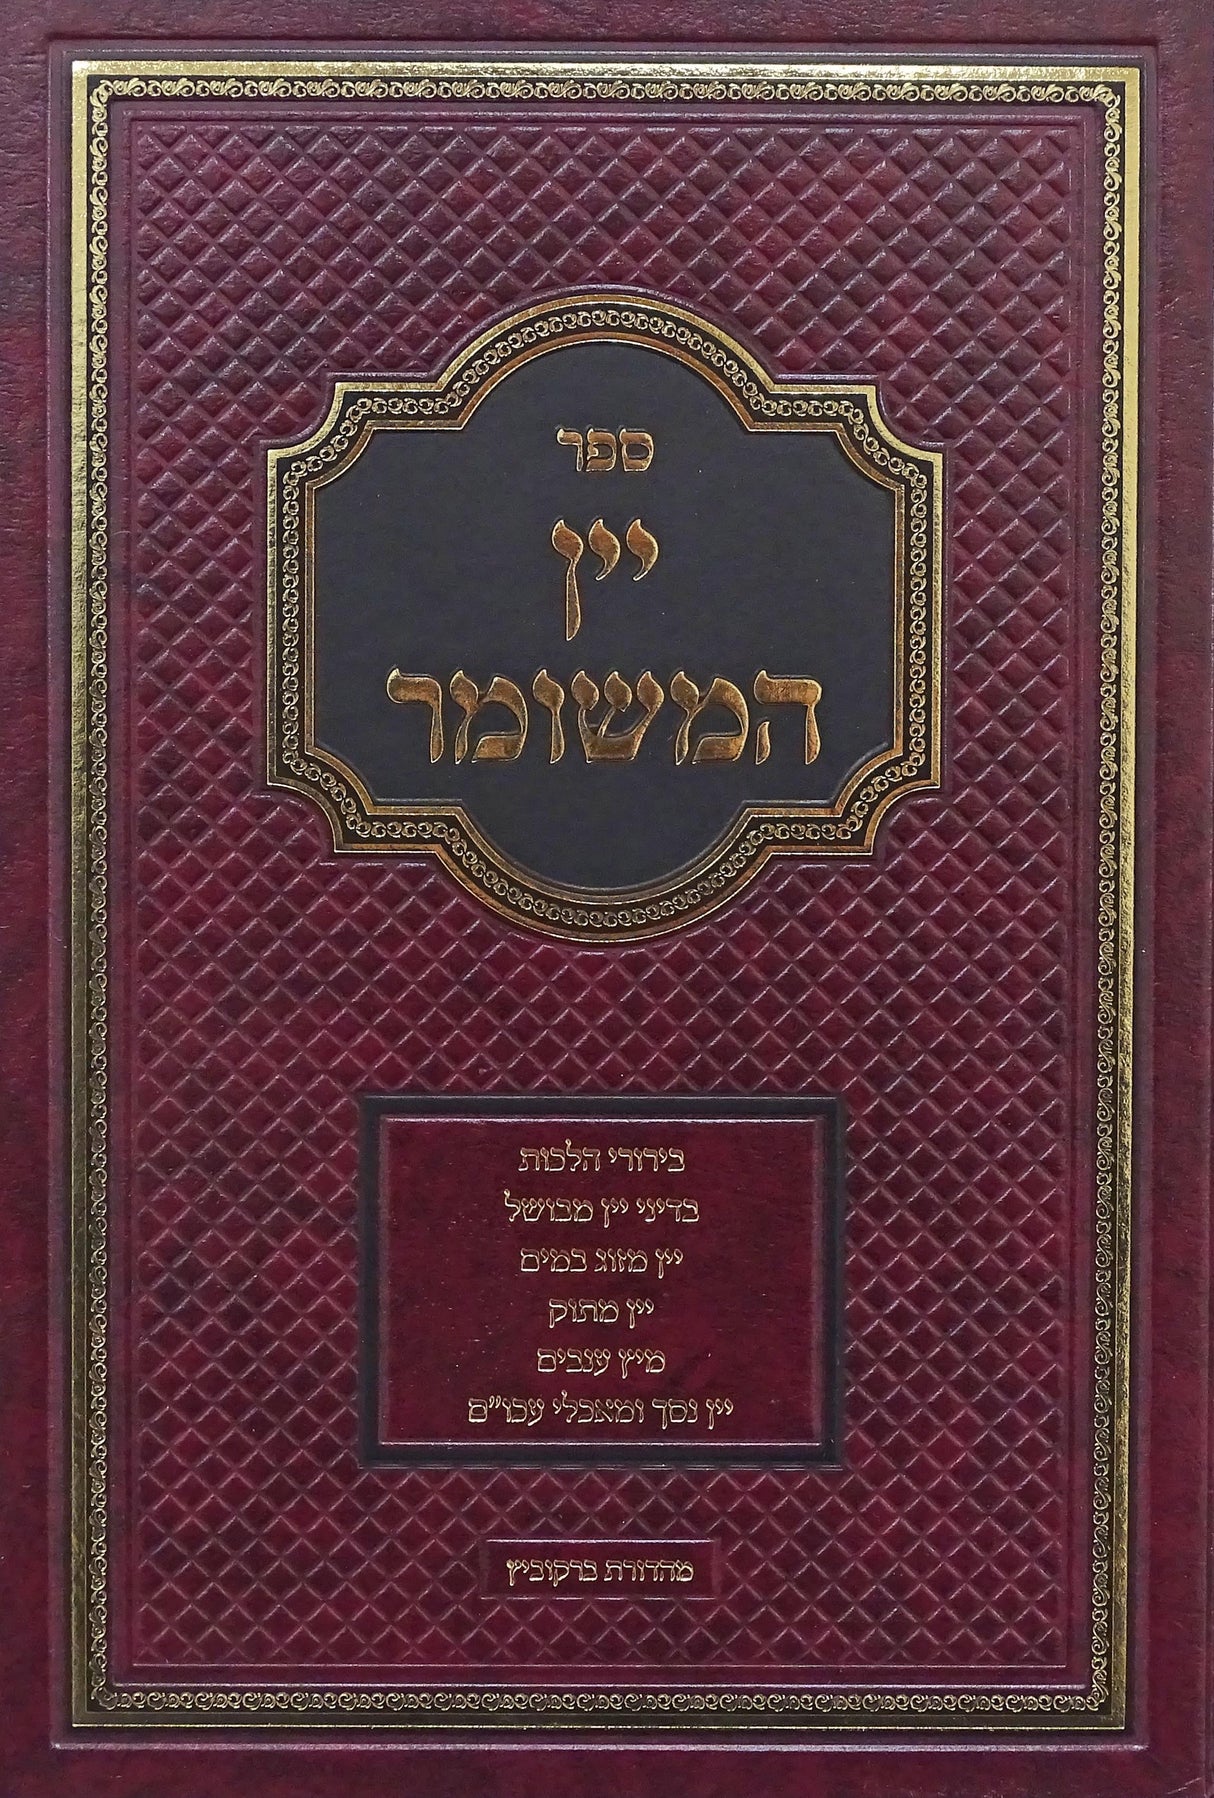 ספר
יין
המשומר
בירורי הלכות
בדיני יין מבושל
יין מזוג במים
יין מתוק
מיץ ענבים
יין נסך ומאכלי עכו"ם
מהדורת ברקוביץ